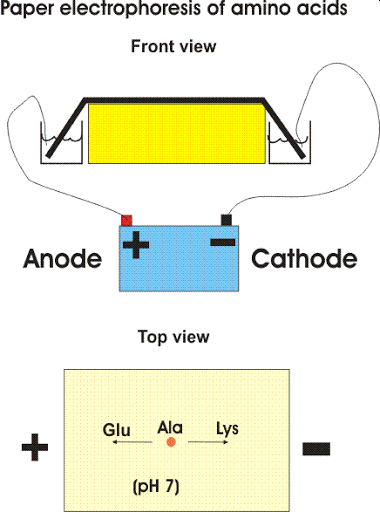 Paper electrophoresis of amino acids
Front view
+ −
Anode Cathode
Top view
Glu Ala Lys
+ −
(pH 7)